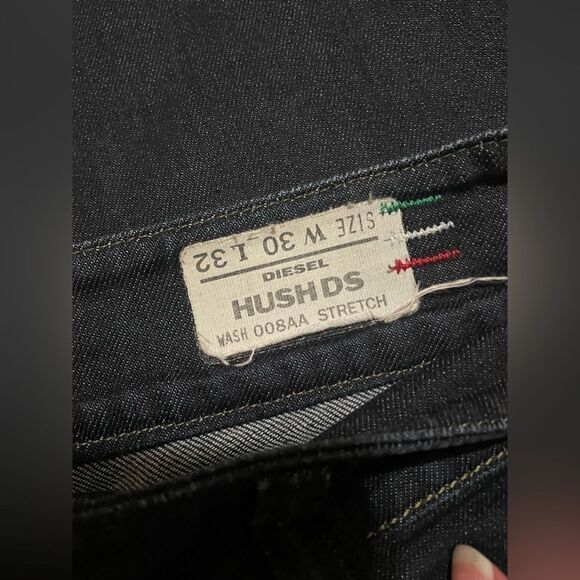 SIZE W 30 L 32
DIESEL
HUSH DS
WASH 008AA STRETCH